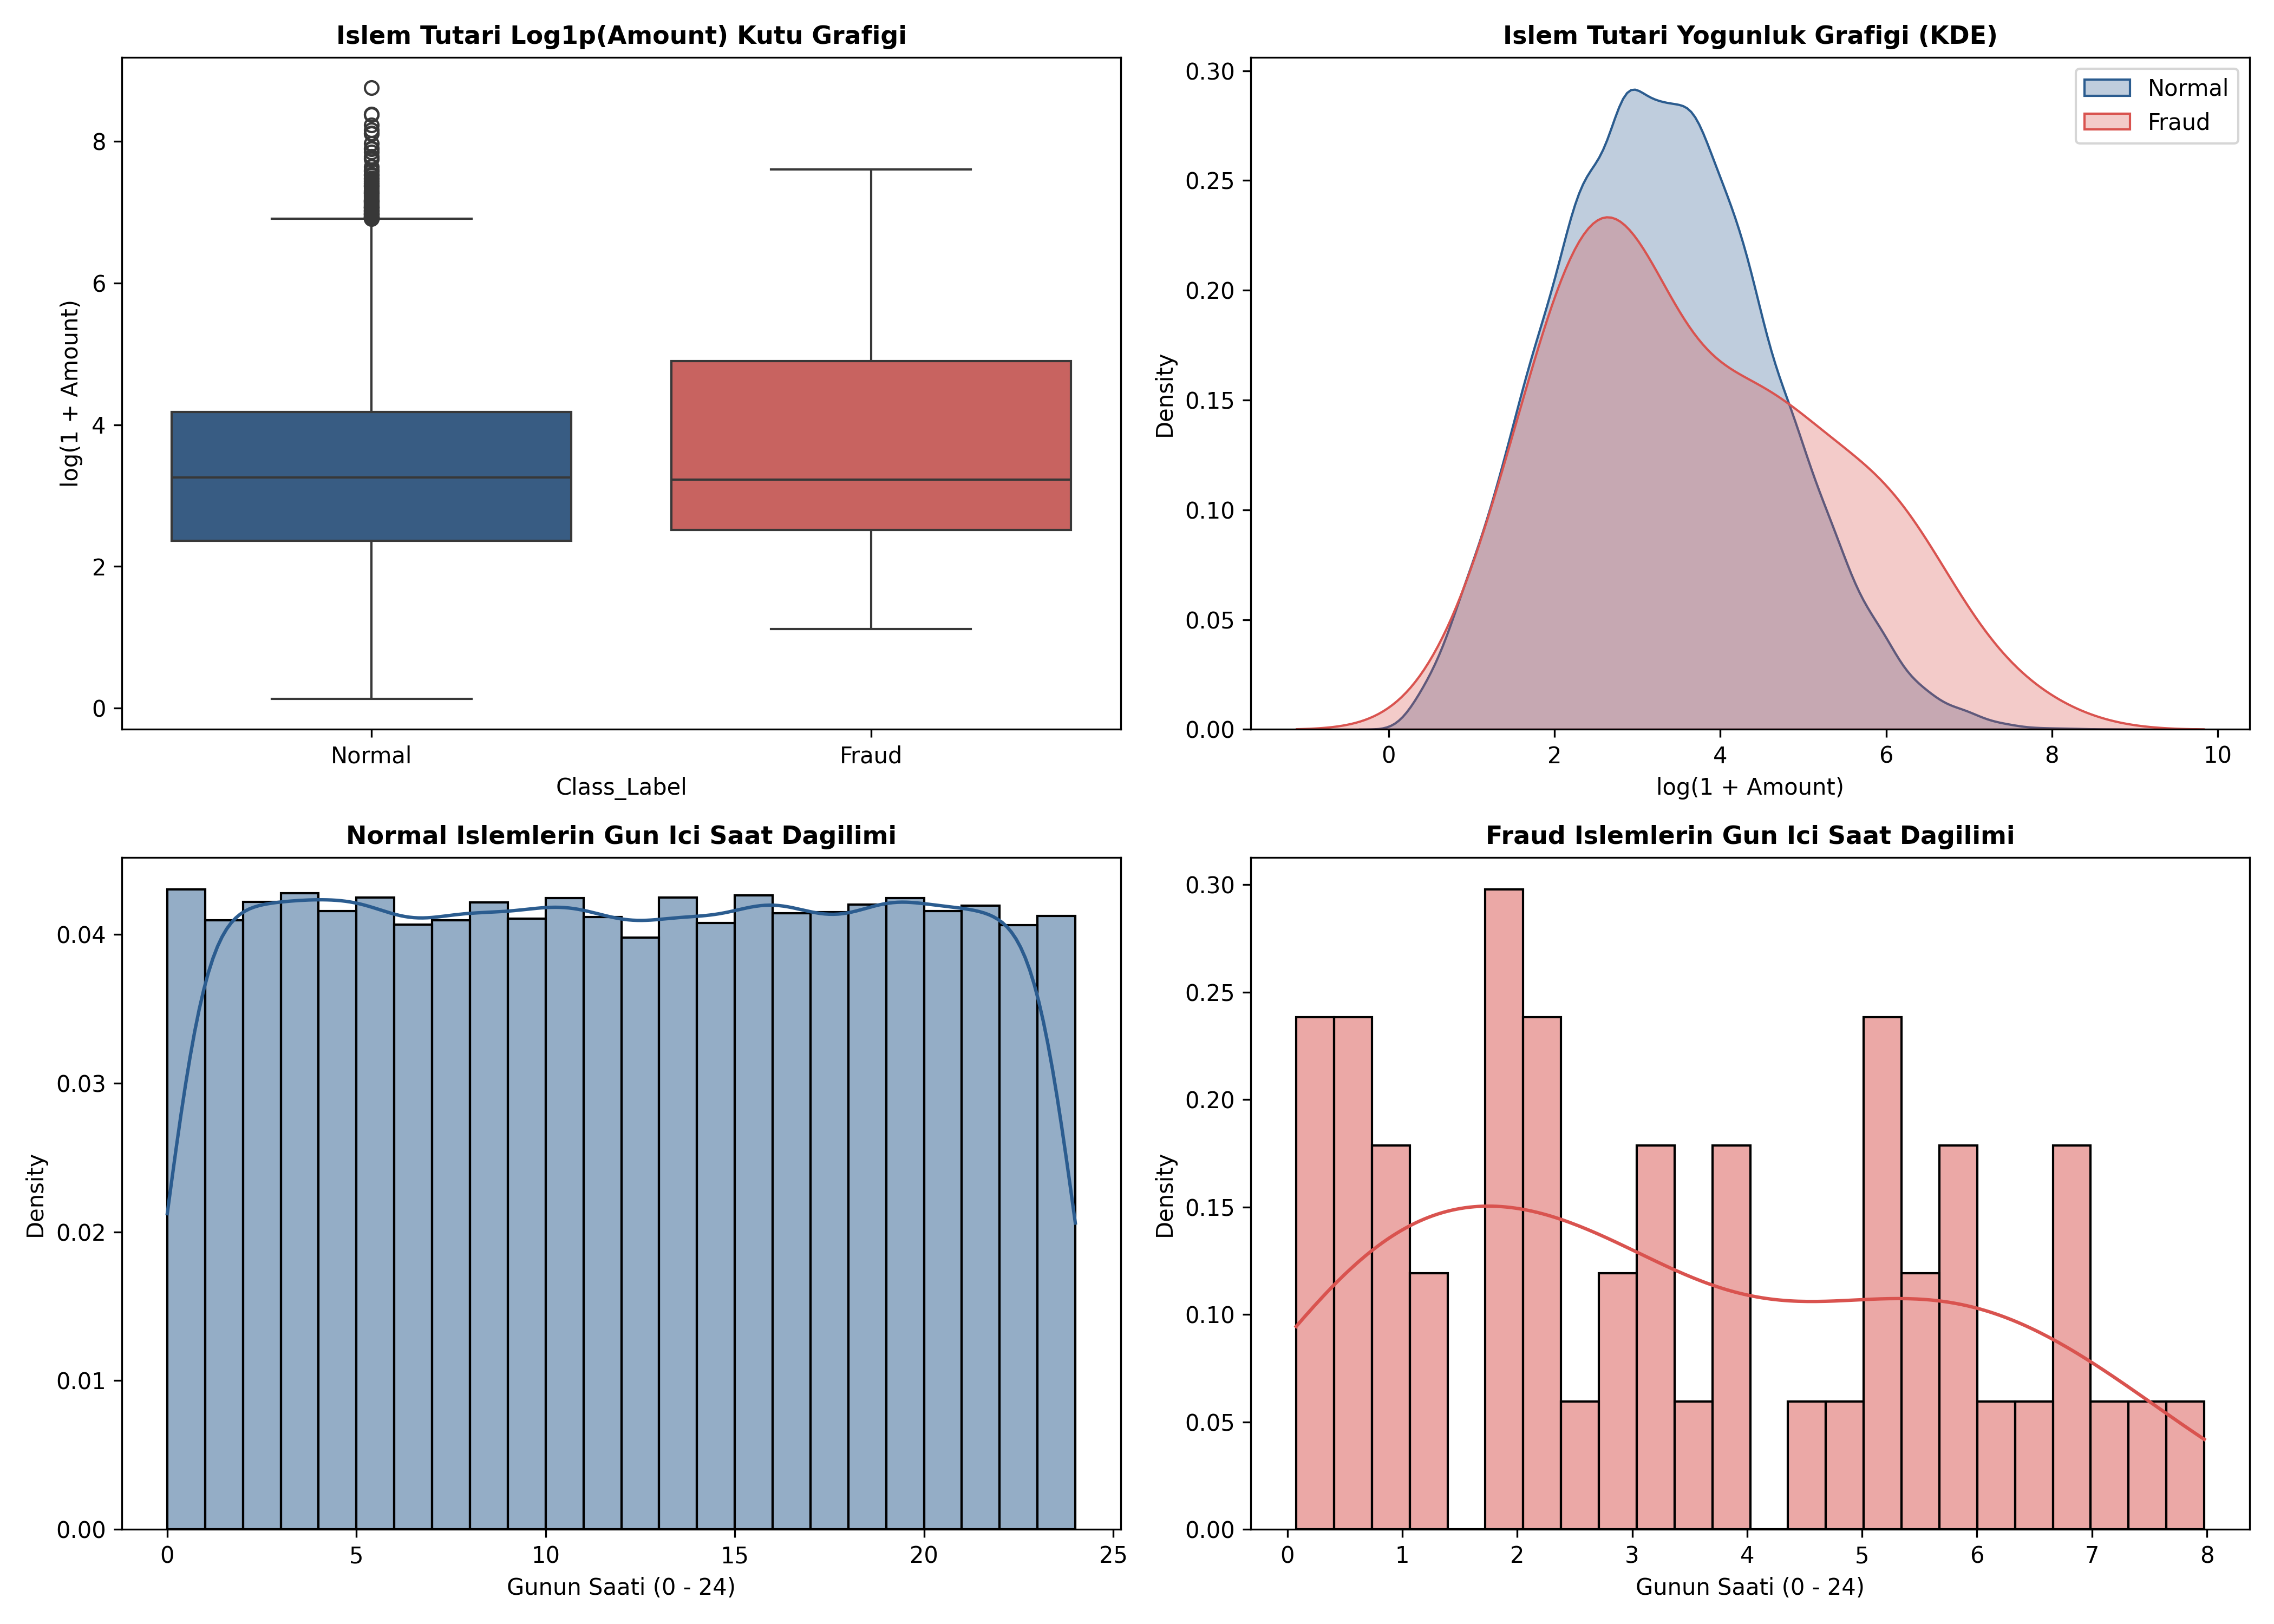 Islem Tutari Log1p(Amount) Kutu Grafigi
8
6
4
2
0
log(1 + Amount)
Normal
Fraud
Class_Label
Islem Tutari Yogunluk Grafigi (KDE)
Normal
Fraud
0.30
0.25
0.20
0.15
0.10
0.05
0.00
Density
0
2
4
6
8
10
log(1 + Amount)
Normal Islemlerin Gun Ici Saat Dagilimi
0.04
0.03
0.02
0.01
0.00
Density
0
5
10
15
20
25
Gunun Saati (0 - 24)
Fraud Islemlerin Gun Ici Saat Dagilimi
0.30
0.25
0.20
0.15
0.10
0.05
0.00
Density
0
1
2
3
4
5
6
7
8
Gunun Saati (0 - 24)